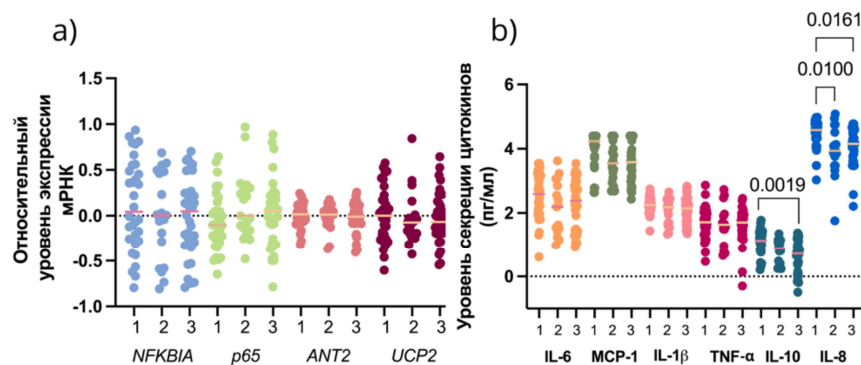 a)
Относительный
уровень экспрессии
мРНК
1.5
1.0
0.5
0.0
-0.5
-1.0
1 2 3 1 2 3 1 2 3 1 2 3
NFKBIA p65 ANT2 UCP2
b)
Уровень секреции цитокинов
(пг/мл)
0.0161
0.0100
0.0019
6
4
2
0
1 2 3 1 2 3 1 2 3 1 2 3 1 2 3 1 2 3
IL-6 MCP-1 IL-1β TNF-α IL-10 IL-8